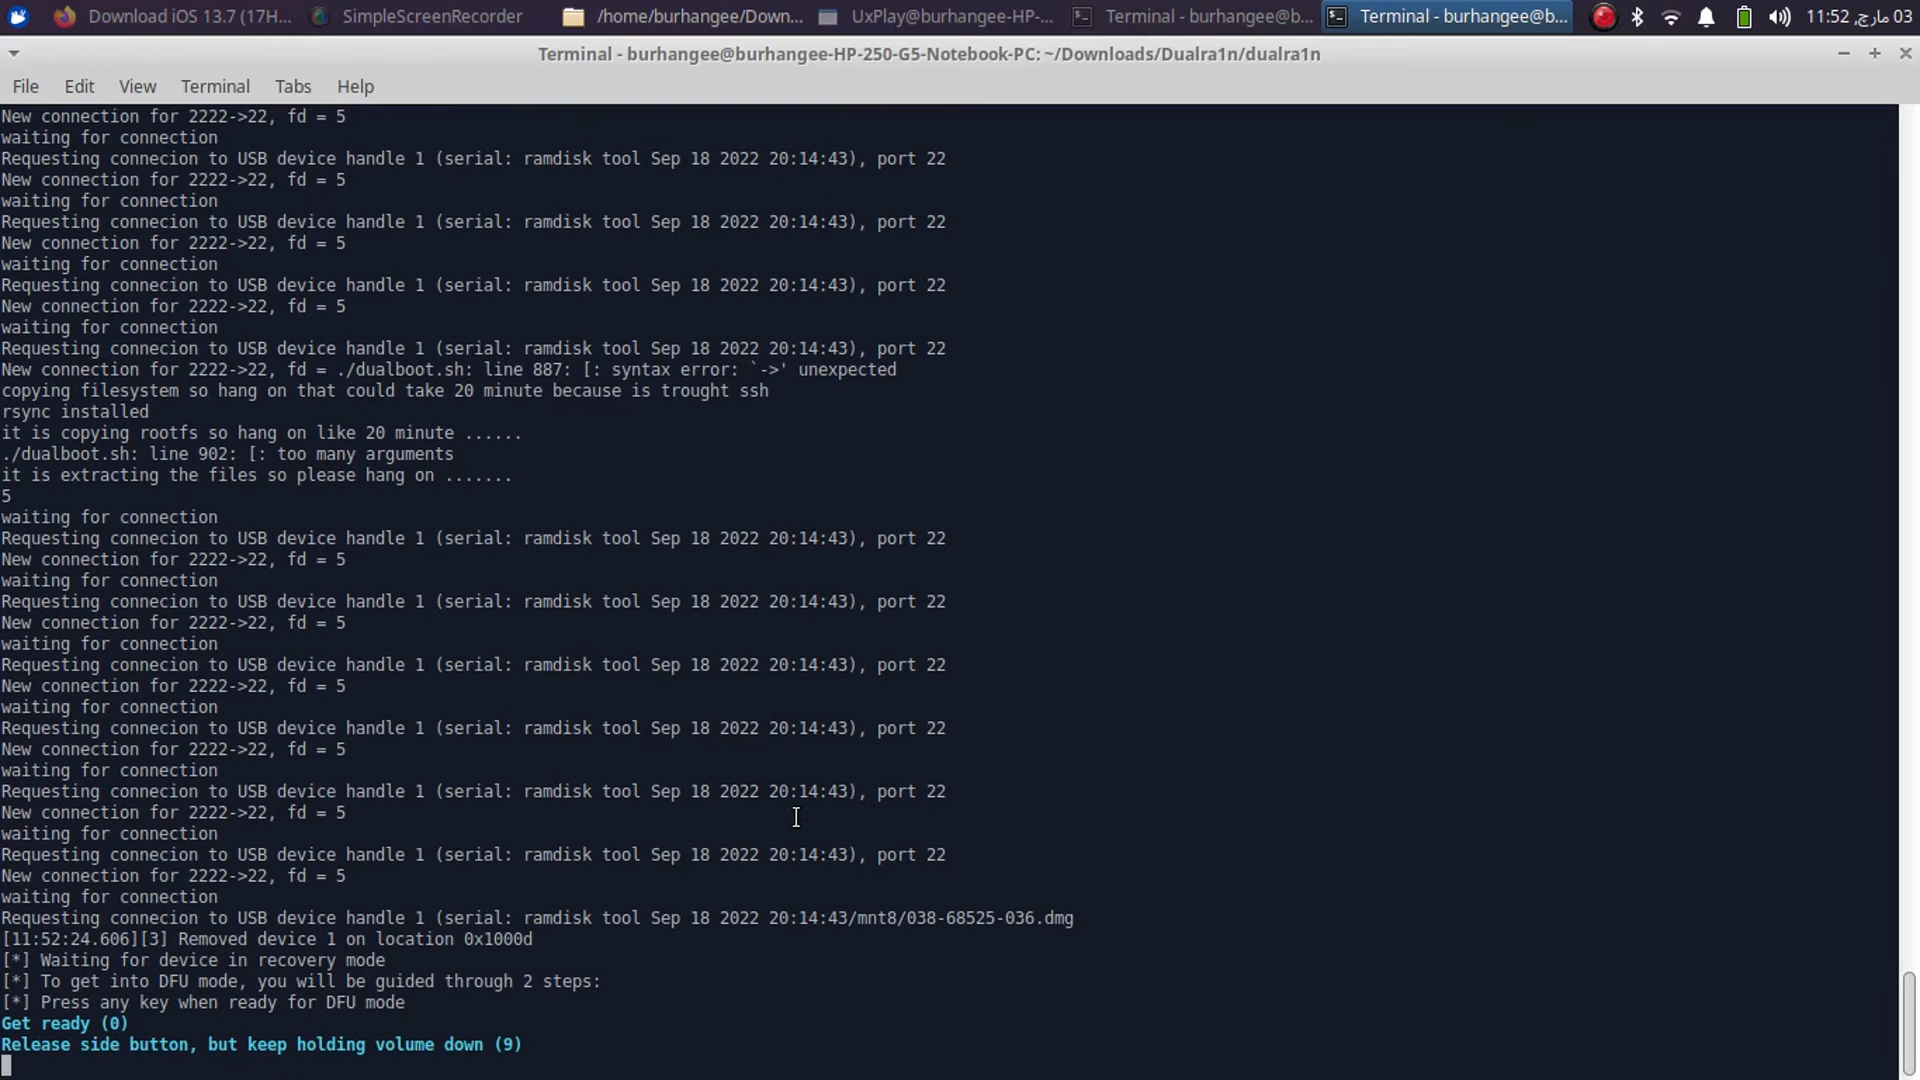 Download iOS 13.7 (17H...
SimpleScreenRecorder
/home/burhangee/Down...
UxPlay@burhangee-HP-...
Terminal - burhangee@b...
Terminal - burhangee@b...
03 مارچ, 11:52
Terminal - burhangee@burhangee-HP-250-G5-Notebook-PC: ~/Downloads/Dualra1n/dualra1n
File Edit View Terminal Tabs Help
New connection for 2222->22, fd = 5
waiting for connection
Requesting connecion to USB device handle 1 (serial: ramdisk tool Sep 18 2022 20:14:43), port 22
New connection for 2222->22, fd = 5
waiting for connection
Requesting connecion to USB device handle 1 (serial: ramdisk tool Sep 18 2022 20:14:43), port 22
New connection for 2222->22, fd = 5
waiting for connection
Requesting connecion to USB device handle 1 (serial: ramdisk tool Sep 18 2022 20:14:43), port 22
New connection for 2222->22, fd = 5
waiting for connection
Requesting connecion to USB device handle 1 (serial: ramdisk tool Sep 18 2022 20:14:43), port 22
New connection for 2222->22, fd = ./dualboot.sh: line 887: [: syntax error: `->' unexpected
copying filesystem so hang on that could take 20 minute because is trought ssh
rsync installed
it is copying rootfs so hang on like 20 minute ......
./dualboot.sh: line 902: [: too many arguments
it is extracting the files so please hang on .......
5
waiting for connection
Requesting connecion to USB device handle 1 (serial: ramdisk tool Sep 18 2022 20:14:43), port 22
New connection for 2222->22, fd = 5
waiting for connection
Requesting connecion to USB device handle 1 (serial: ramdisk tool Sep 18 2022 20:14:43), port 22
New connection for 2222->22, fd = 5
waiting for connection
Requesting connecion to USB device handle 1 (serial: ramdisk tool Sep 18 2022 20:14:43), port 22
New connection for 2222->22, fd = 5
waiting for connection
Requesting connecion to USB device handle 1 (serial: ramdisk tool Sep 18 2022 20:14:43), port 22
New connection for 2222->22, fd = 5
waiting for connection
Requesting connecion to USB device handle 1 (serial: ramdisk tool Sep 18 2022 20:14:43), port 22
New connection for 2222->22, fd = 5
waiting for connection
Requesting connecion to USB device handle 1 (serial: ramdisk tool Sep 18 2022 20:14:43), port 22
New connection for 2222->22, fd = 5
waiting for connection
Requesting connecion to USB device handle 1 (serial: ramdisk tool Sep 18 2022 20:14:43/mnt8/038-68525-036.dmg
[11:52:24.606][3] Removed device 1 on location 0x1000d
[*] Waiting for device in recovery mode
[*] To get into DFU mode, you will be guided through 2 steps:
[*] Press any key when ready for DFU mode
Get ready (0)
Release side button, but keep holding volume down (9)